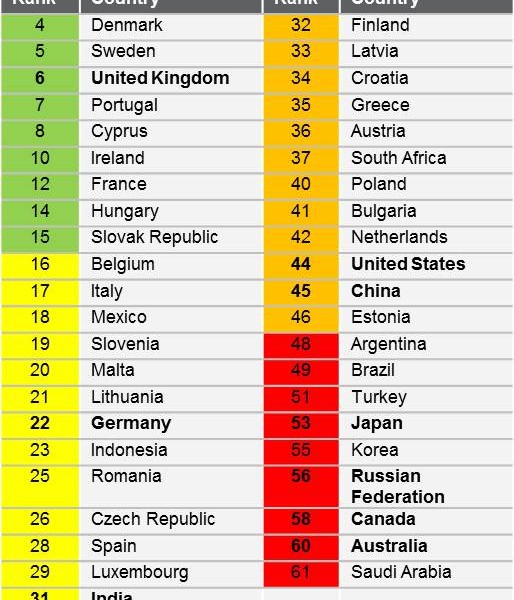 Rank Country Rank Country
4 Denmark 32 Finland
5 Sweden 33 Latvia
6 United Kingdom 34 Croatia
7 Portugal 35 Greece
8 Cyprus 36 Austria
10 Ireland 37 South Africa
12 France 40 Poland
14 Hungary 41 Bulgaria
15 Slovak Republic 42 Netherlands
16 Belgium 44 United States
17 Italy 45 China
18 Mexico 46 Estonia
19 Slovenia 48 Argentina
20 Malta 49 Brazil
21 Lithuania 51 Turkey
22 Germany 53 Japan
23 Indonesia 55 Korea
25 Romania 56 Russian
Federation
26 Czech Republic 58 Canada
28 Spain 60 Australia
29 Luxembourg 61 Saudi Arabia
31 India